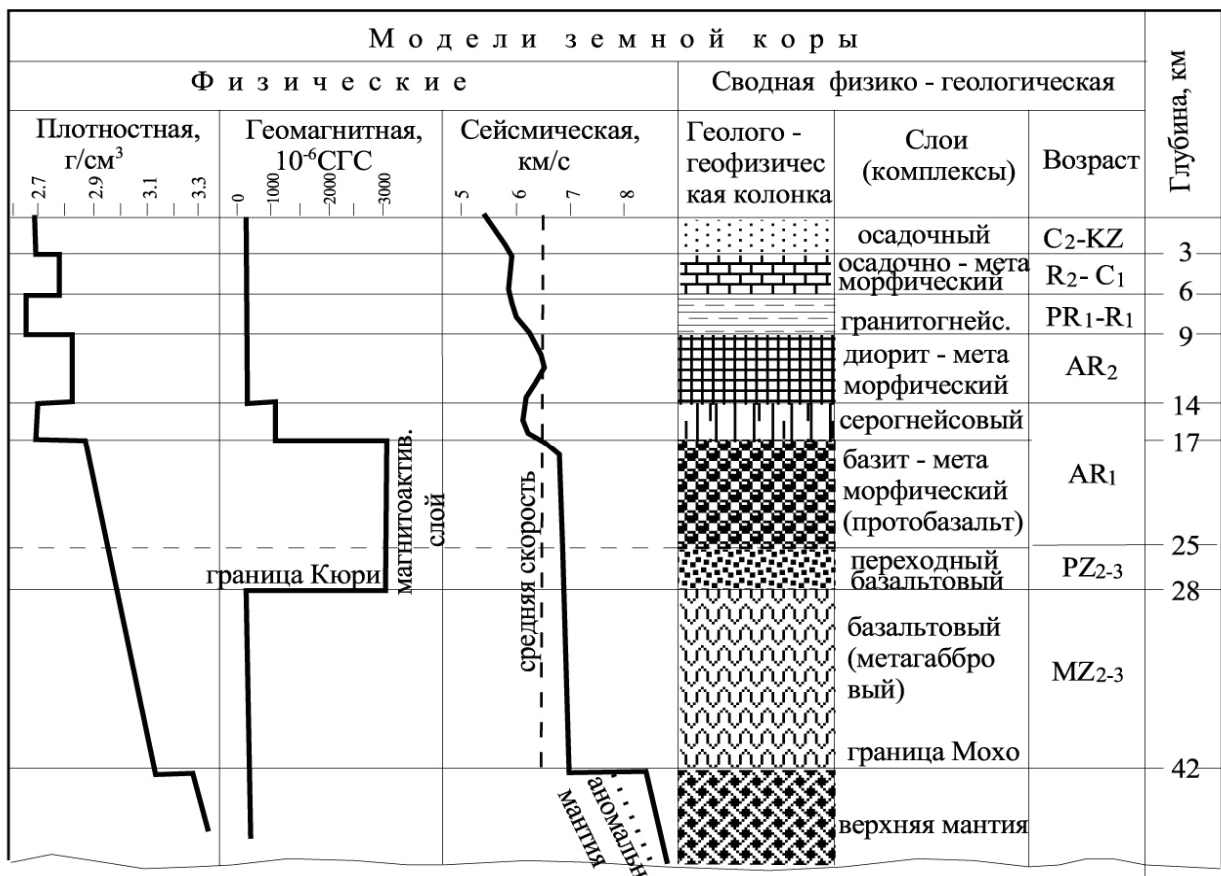 Модели земной коры
Физические
Сводная физико - геологическая
Глубина, км
Плотностная,
г/см³
Геомагнитная,
10⁻⁶СГС
Сейсмическая,
км/с
Геолого -
геофизичес
кая колонка
Слои
(комплексы)
Возраст
2.7
2.9
3.1
3.3
0
1000
2000
3000
5
6
7
8
осадочный
C₂-KZ
3
осадочно - мета
морфический
R₂- C₁
6
гранитогнейс.
PR₁-R₁
9
диорит - мета
морфический
AR₂
14
серогнейсовый
17
магнитоактив.
слой
средняя скорость
базит - мета
морфический
(протобазальт)
AR₁
25
граница Кюри
переходный
базальтовый
PZ₂₋₃
28
базальтовый
(метагаббро
вый)
MZ₂₋₃
граница Мохо
42
аномальн
мантия
верхняя мантия